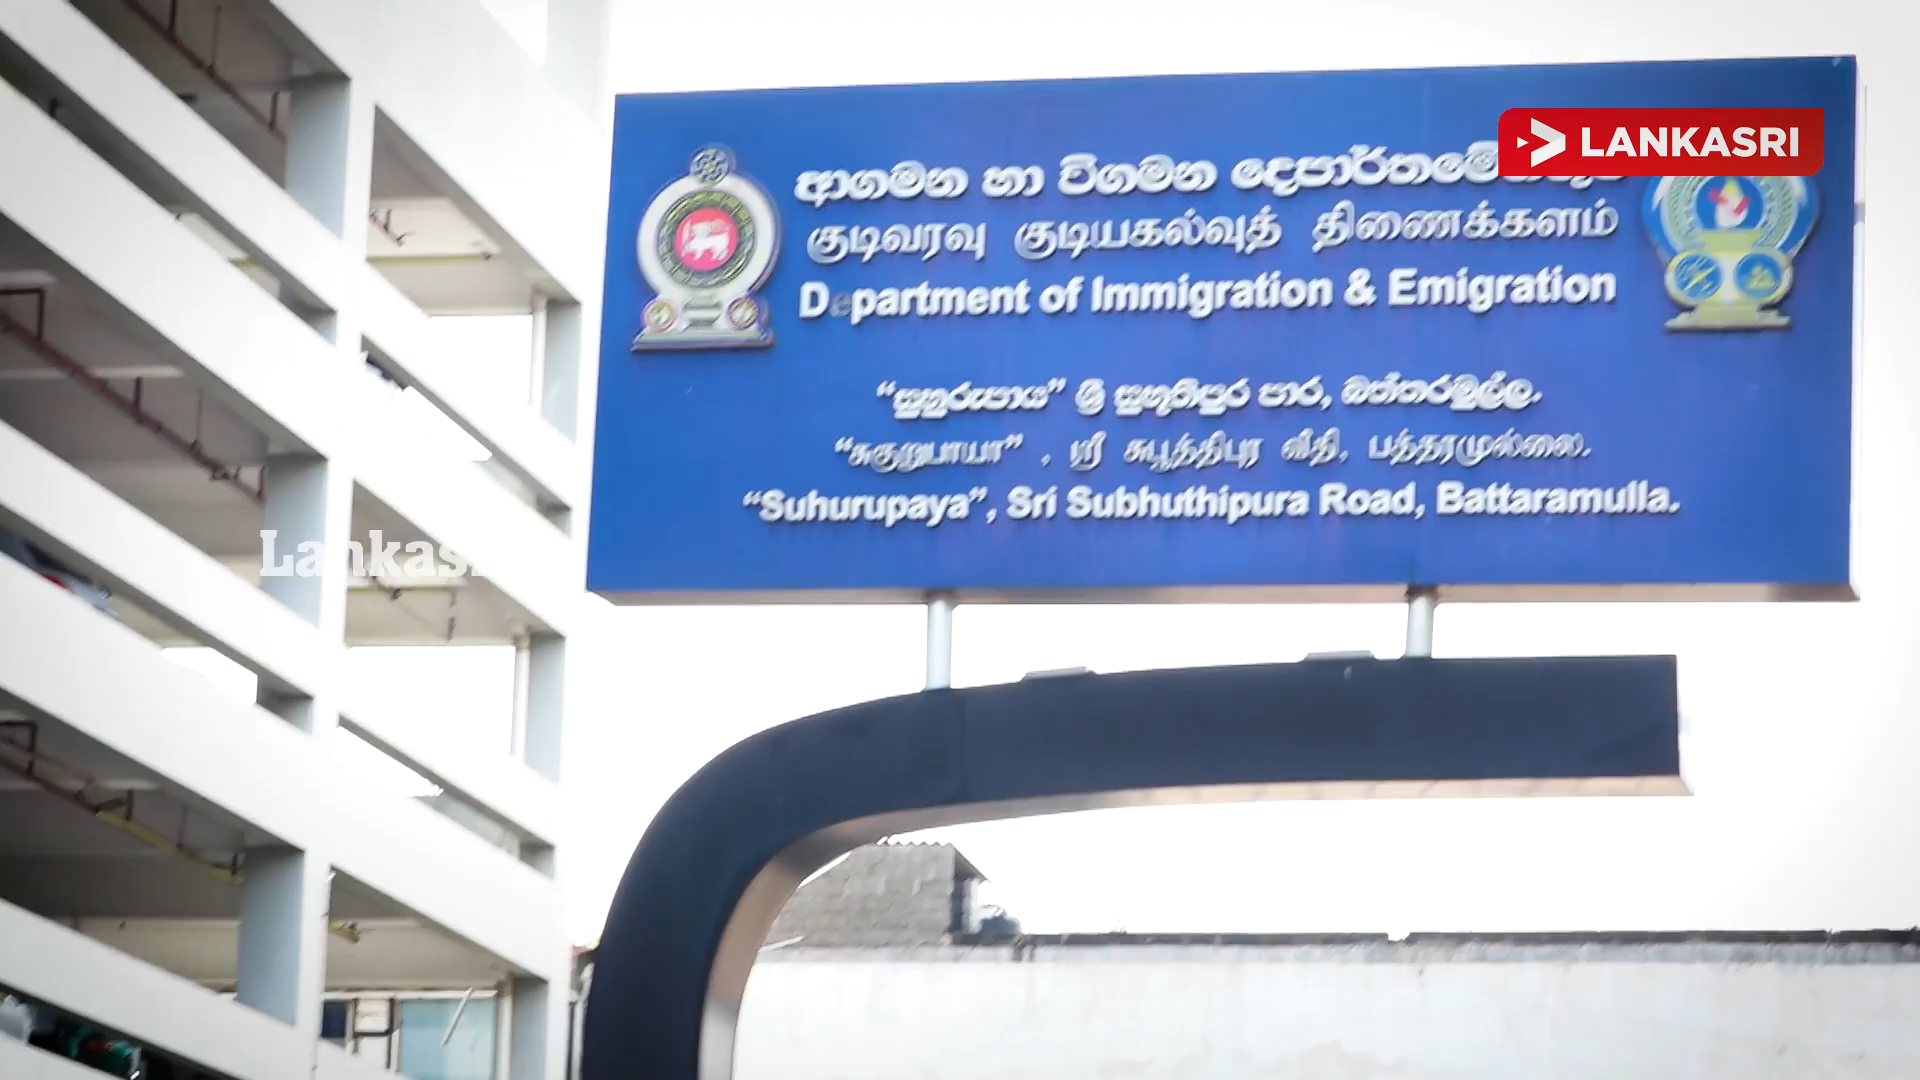 LANKASRI
ආගමන හා විගමන දෙපාර්තමේන්තුව
குடிவரவு குடியகல்வுத் திணைக்களம்
Department of Immigration & Emigration
“සුහුරුපාය” ශ්‍රී සුභූතිපුර පාර, බත්තරමුල්ල.
“சுகுறுபாயா” , ஸ்ரீ சுபூத்திபுர வீதி, பத்தரமுல்லை.
“Suhurupaya”, Sri Subhuthipura Road, Battaramulla.
Lankasri